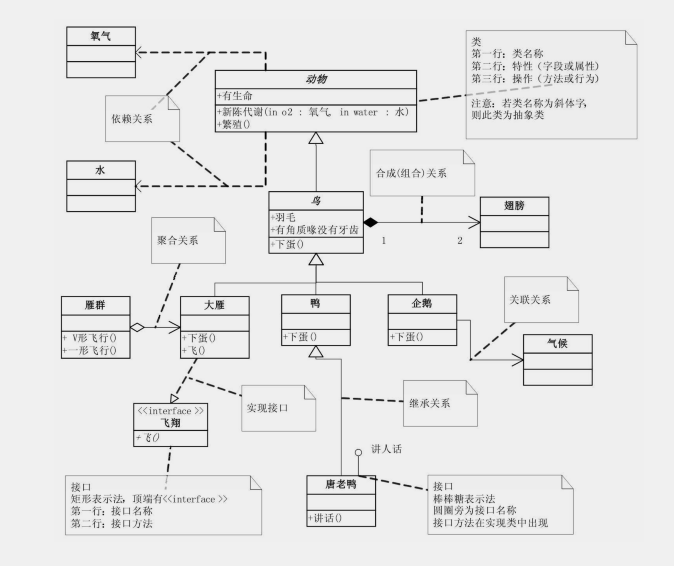 氧气
动物
+有生命
+新陈代谢(in o2 : 氧气, in water : 水)
+繁殖()
类
第一行：类名称
第二行：特性（字段或属性）
第三行：操作（方法或行为）
注意：若类名称为斜体字，
则此类为抽象类
依赖关系
水
鸟
+羽毛
+有角质喙没有牙齿
+下蛋()
合成(组合)关系
1
2
翅膀
聚合关系
雁群
+ V形飞行()
+一形飞行()
大雁
+下蛋()
+飞()
鸭
+下蛋()
企鹅
+下蛋()
关联关系
气候
<<interface >>
飞翔
+ 飞()
实现接口
继承关系
讲人话
接口
矩形表示法，顶端有<<interface >>
第一行：接口名称
第二行：接口方法
唐老鸭
+讲话()
接口
棒棒糖表示法
圆圈旁为接口名称
接口方法在实现类中出现